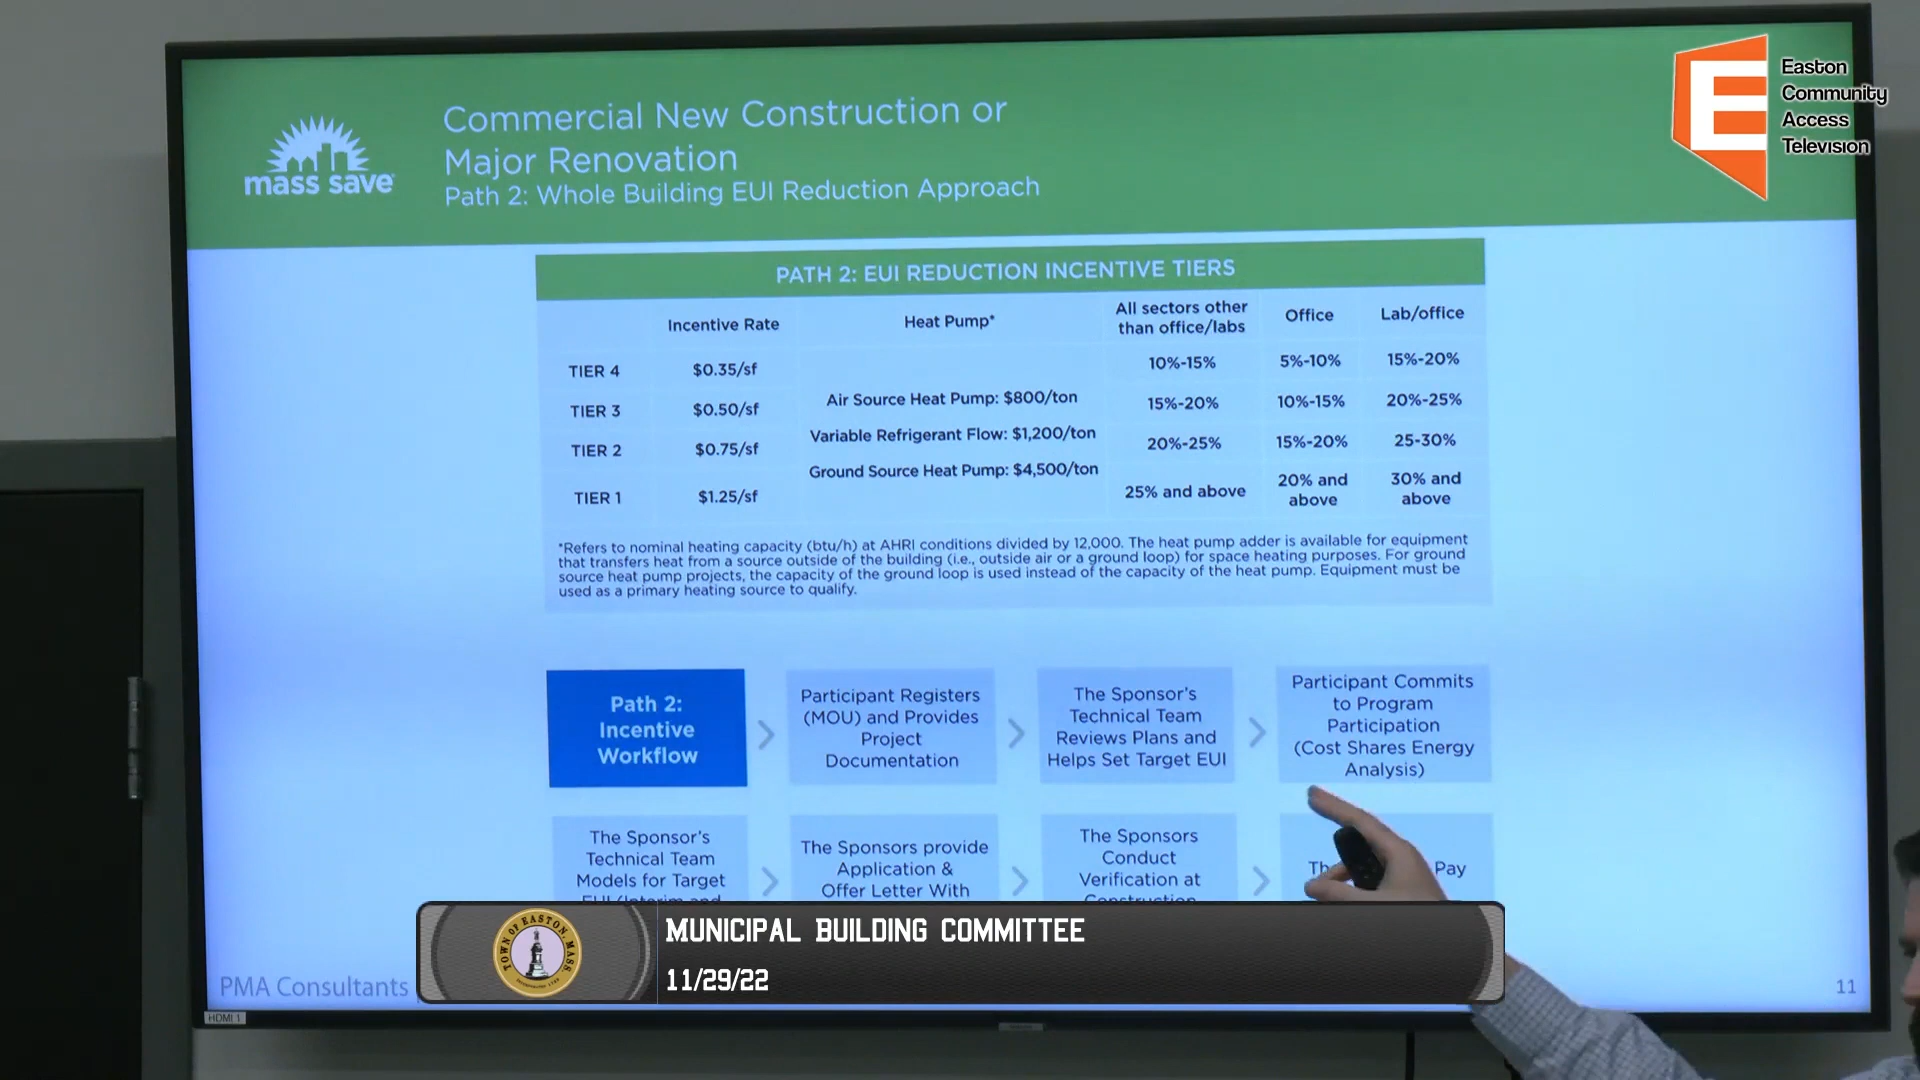 Easton
Community
Access
Television
mass save
Commercial New Construction or
Major Renovation
Path 2: Whole Building EUI Reduction Approach
PATH 2: EUI REDUCTION INCENTIVE TIERS
Incentive Rate Heat Pump* All sectors other than office/labs Office Lab/office
TIER 4 $0.35/sf 10%-15% 5%-10% 15%-20%
Air Source Heat Pump: $800/ton
TIER 3 $0.50/sf 15%-20% 10%-15% 20%-25%
Variable Refrigerant Flow: $1,200/ton
TIER 2 $0.75/sf 20%-25% 15%-20% 25-30%
Ground Source Heat Pump: $4,500/ton
TIER 1 $1.25/sf 25% and above 20% and above 30% and above
*Refers to nominal heating capacity (btu/h) at AHRI conditions divided by 12,000. The heat pump adder is available for equipment
that transfers heat from a source outside of the building (i.e., outside air or a ground loop) for space heating purposes. For ground
source heat pump projects, the capacity of the ground loop is used instead of the capacity of the heat pump. Equipment must be
used as a primary heating source to qualify.
Path 2:
Incentive
Workflow
Participant Registers
(MOU) and Provides
Project
Documentation
The Sponsor's
Technical Team
Reviews Plans and
Helps Set Target EUI
Participant Commits
to Program
Participation
(Cost Shares Energy
Analysis)
The Sponsor's
Technical Team
Models for Target
EUI (Interim and
The Sponsors provide
Application &
Offer Letter With
The Sponsors
Conduct
Verification at
Construction
Pay
TOWN OF EASTON, MASS.
MUNICIPAL BUILDING COMMITTEE
11/29/22
PMA Consultants
11
HDMI 1